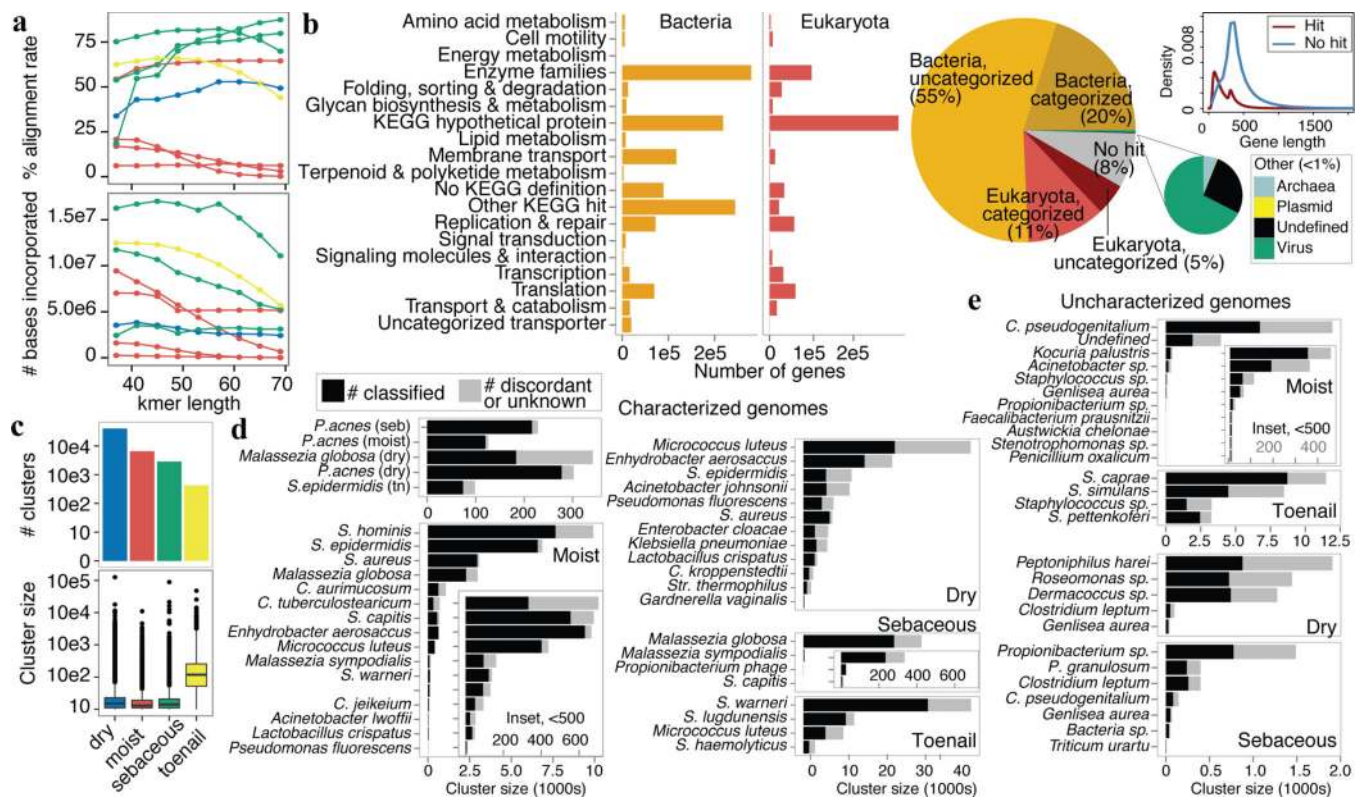 a
% alignment rate
75
50
25
0
# bases incorporated
1.5e7
1.0e7
5.0e6
0
40 50 60 70
kmer length
b
Amino acid metabolism
Cell motility
Energy metabolism
Enzyme families
Folding, sorting & degradation
Glycan biosynthesis & metabolism
KEGG hypothetical protein
Lipid metabolism
Membrane transport
Terpenoid & polyketide metabolism
No KEGG definition
Other KEGG hit
Replication & repair
Signal transduction
Signaling molecules & interaction
Transcription
Translation
Transport & catabolism
Uncategorized transporter
Bacteria
Eukaryota
0 1e5 2e5
0 1e5 2e5
Number of genes
Bacteria,
uncategorized
(55%)
Bacteria,
catgeorized
(20%)
No hit
(8%)
Eukaryota,
categorized
(11%)
Eukaryota,
uncategorized (5%)
Hit
No hit
Density
0.008
0
0 500 1500
Gene length
Other (<1%)
Archaea
Plasmid
Undefined
Virus
c
# clusters
10e4
10e3
10e2
10
0
Cluster size
10e5
10e4
10e3
10e2
10
dry
moist
sebaceous
toenail
# classified
# discordant
or unknown
d
Characterized genomes
P.acnes (seb)
P.acnes (moist)
Malassezia globosa (dry)
P.acnes (dry)
S.epidermidis (tn)
0 100 200 300
Moist
S. hominis
S. epidermidis
S. aureus
Malassezia globosa
C. aurimucosum
C. tuberculostearicum
S. capitis
Enhydrobacter aerosaccus
Micrococcus luteus
Malassezia sympodialis
S. warneri
C. jeikeium
Acinetobacter lwoffii
Lactobacillus crispatus
Pseudomonas fluorescens
Inset, <500
200 400 600
0 2.5 5 7.5 10
Cluster size (1000s)
Micrococcus luteus
Enhydrobacter aerosaccus
S. epidermidis
Acinetobacter johnsonii
Pseudomonas fluorescens
S. aureus
Enterobacter cloacae
Klebsiella pneumoniae
Lactobacillus crispatus
C. kroppenstedtii
Str. thermophilus
Gardnerella vaginalis
Dry
Sebaceous
Malassezia globosa
Malassezia sympodialis
Propionibacterium phage
S. capitis
0 200 400 600
S. warneri
S. lugdunensis
Micrococcus luteus
S. haemolyticus
Toenail
0 10 20 30 40
Cluster size (1000s)
e
Uncharacterized genomes
C. pseudogenitalium
Undefined
Kocuria palustris
Acinetobacter sp.
Staphylococcus sp.
Genlisea aurea
Propionibacterium sp.
Faecalibacterium prausnitzii
Austwickia chelonae
Stenotrophomonas sp.
Penicillium oxalicum
Moist
Inset, <500
200 400
S. caprae
S. simulans
Staphylococcus sp.
S. pettenkoferi
Toenail
0 2.5 5 7.5 10 12.5
Peptoniphilus harei
Roseomonas sp.
Dermacoccus sp.
Clostridium leptum
Genlisea aurea
Dry
Propionibacterium sp.
P. granulosum
Clostridium leptum
C. pseudogenitalium
Genlisea aurea
Bacteria sp.
Triticum urartu
Sebaceous
0 0.5 1.0 1.5 2.0
Cluster size (1000s)